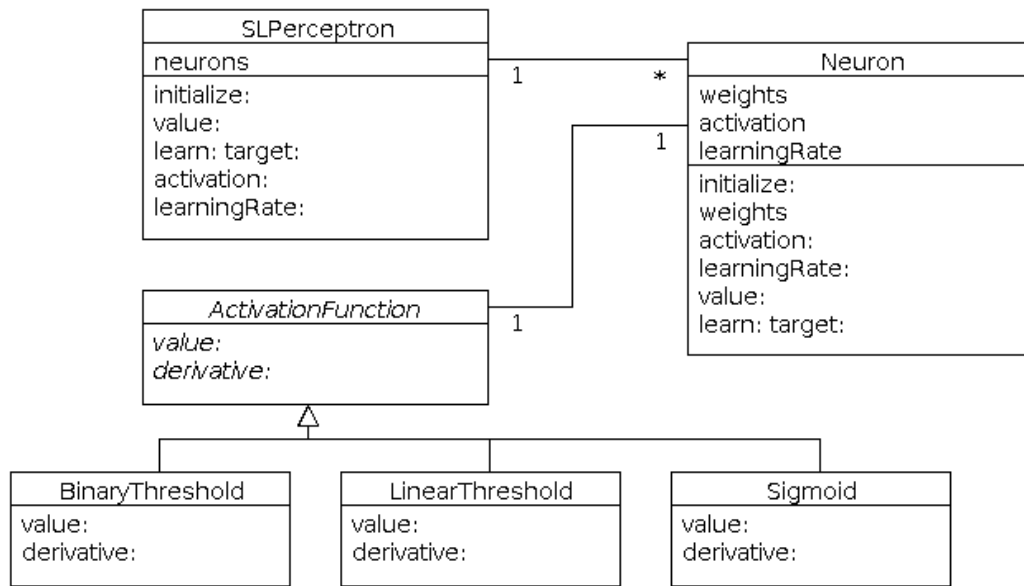 SLPerceptron
neurons
initialize:
value:
learn: target:
activation:
learningRate:
1
*
Neuron
weights
activation
learningRate
initialize:
weights
activation:
learningRate:
value:
learn: target:
1
ActivationFunction
value:
derivative:
1
BinaryThreshold
value:
derivative:
LinearThreshold
value:
derivative:
Sigmoid
value:
derivative: